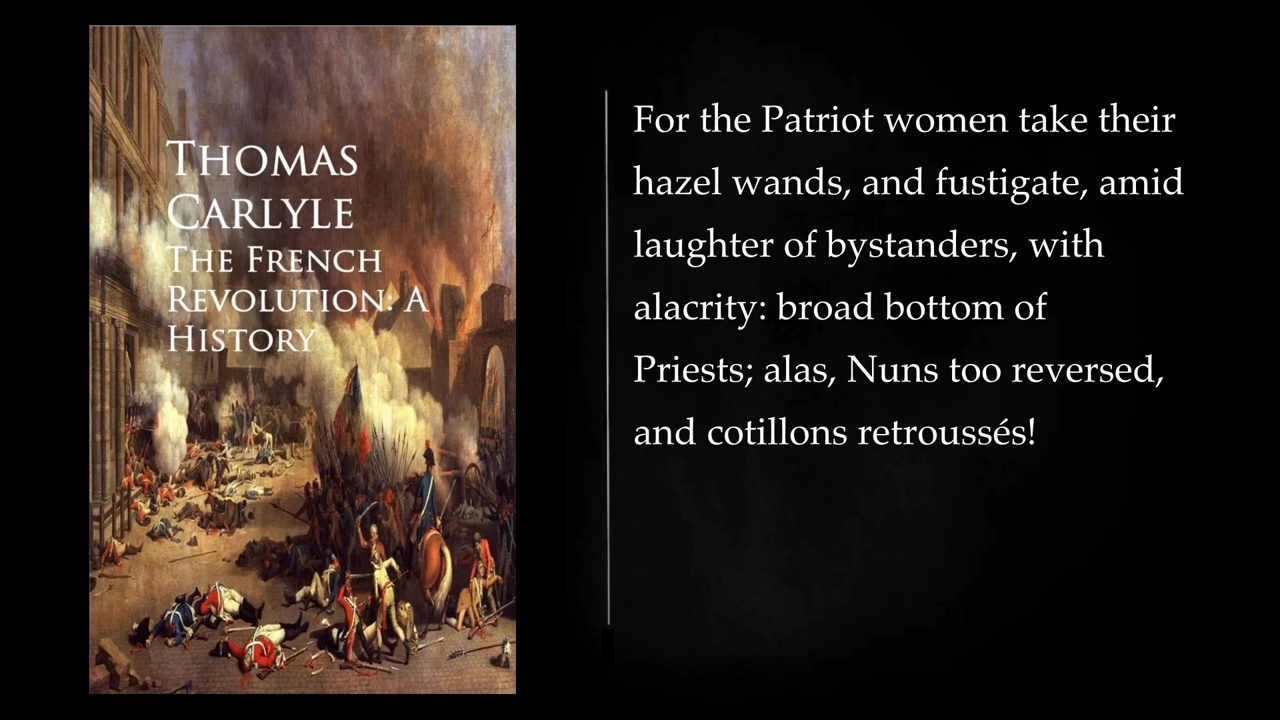 THOMAS
CARLYLE
THE FRENCH
REVOLUTION: A
HISTORY
For the Patriot women take their
hazel wands, and fustigate, amid
laughter of bystanders, with
alacrity: broad bottom of
Priests; alas, Nuns too reversed,
and cotillons retroussés!